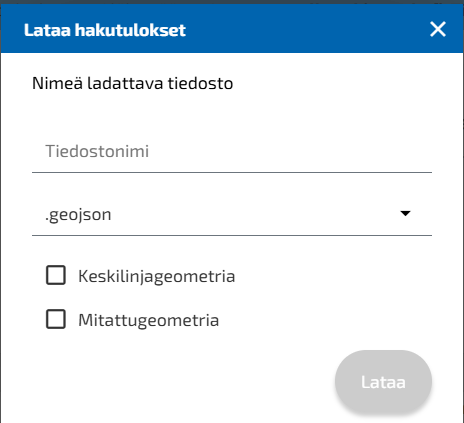 Lataa hakutulokset
Nimeä ladattava tiedosto
Tiedostonimi
.geojson
Keskilinjageometria
Mitattugeometria
Lataa